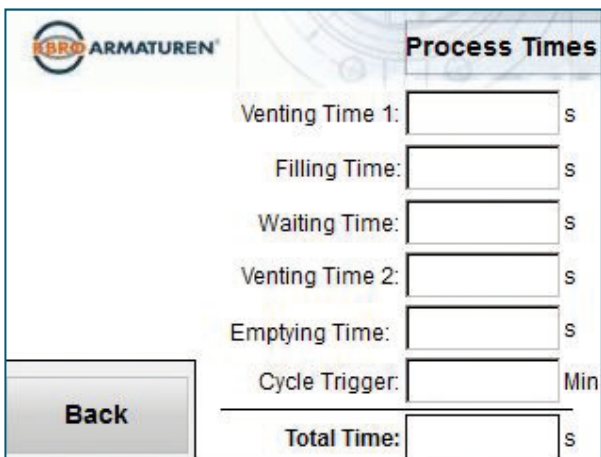 EBRO ARMATUREN®
Process Times
Venting Time 1: s
Filling Time: s
Waiting Time: s
Venting Time 2: s
Emptying Time: s
Cycle Trigger: Min
Back
Total Time: s